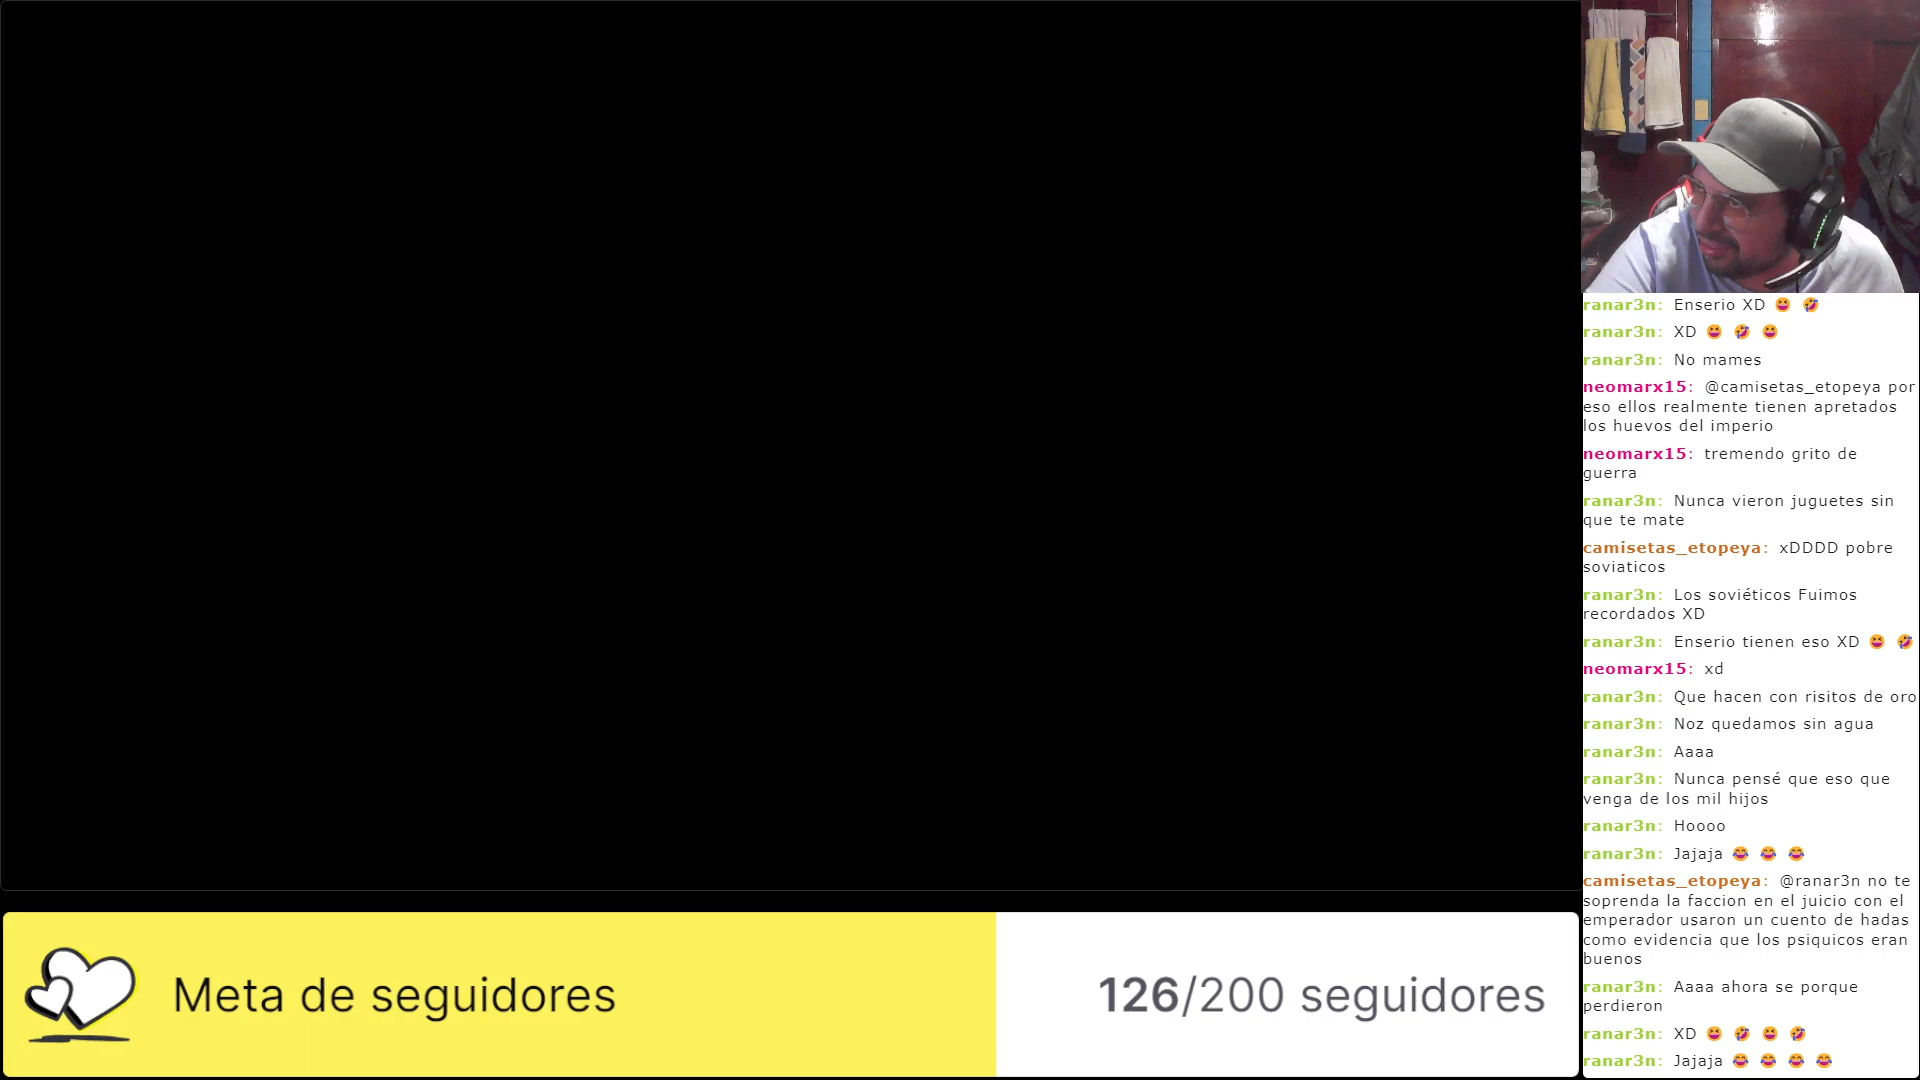 ranar3n: Enserio XD 😆 🤣
ranar3n: XD 😆 🤣 😆
ranar3n: No mames
neomarx15: @camisetas_etopeya por
eso ellos realmente tienen apretados
los huevos del imperio
neomarx15: tremendo grito de
guerra
ranar3n: Nunca vieron juguetes sin
que te mate
camisetas_etopeya: xDDDD pobre
soviaticos
ranar3n: Los soviéticos Fuimos
recordados XD
ranar3n: Enserio tienen eso XD 😆 🤣
neomarx15: xd
ranar3n: Que hacen con risitos de oro
ranar3n: Noz quedamos sin agua
ranar3n: Aaaa
ranar3n: Nunca pensé que eso que
venga de los mil hijos
ranar3n: Hoooo
ranar3n: Jajaja 😂 😂 😂
camisetas_etopeya: @ranar3n no te
soprenda la faccion en el juicio con el
emperador usaron un cuento de hadas
como evidencia que los psiquicos eran
buenos
ranar3n: Aaaa ahora se porque
perdieron
ranar3n: XD 😆 🤣 😆 🤣
ranar3n: Jajaja 😂 😂 😂 😂
Meta de seguidores
126/200 seguidores